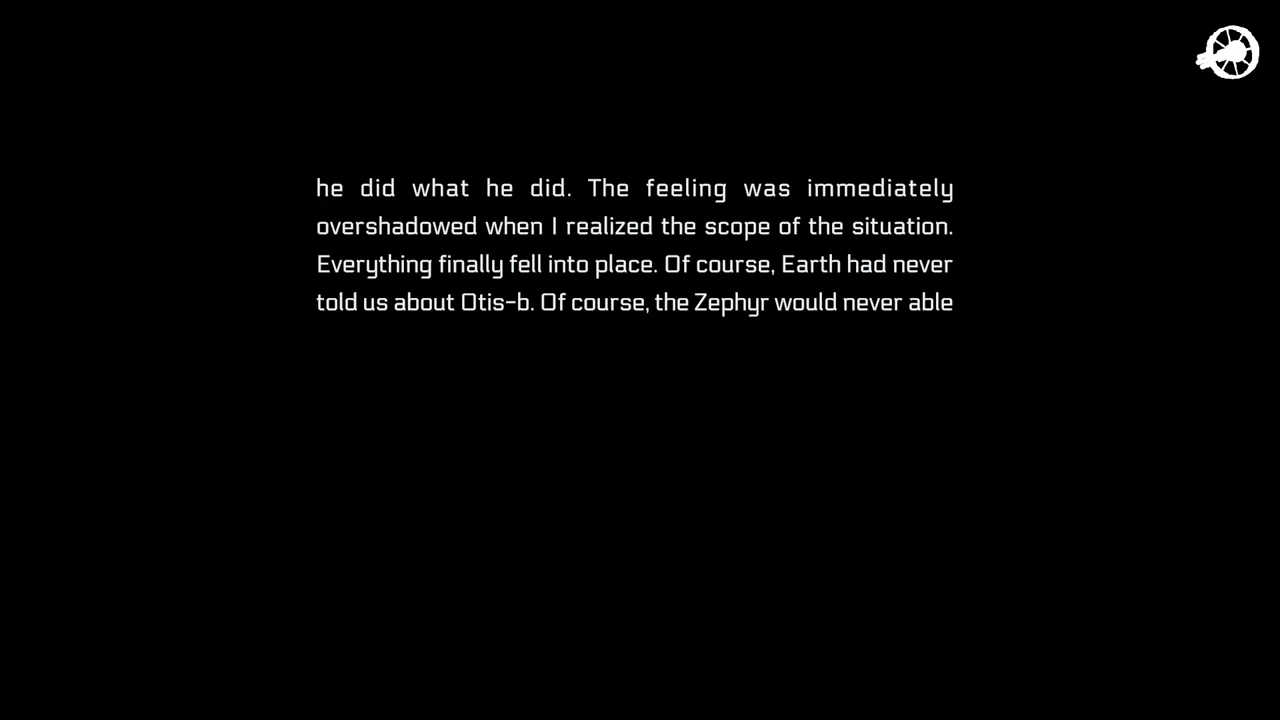 he did what he did. The feeling was immediately
overshadowed when I realized the scope of the situation.
Everything finally fell into place. Of course, Earth had never
told us about Otis-b. Of course, the Zephyr would never able